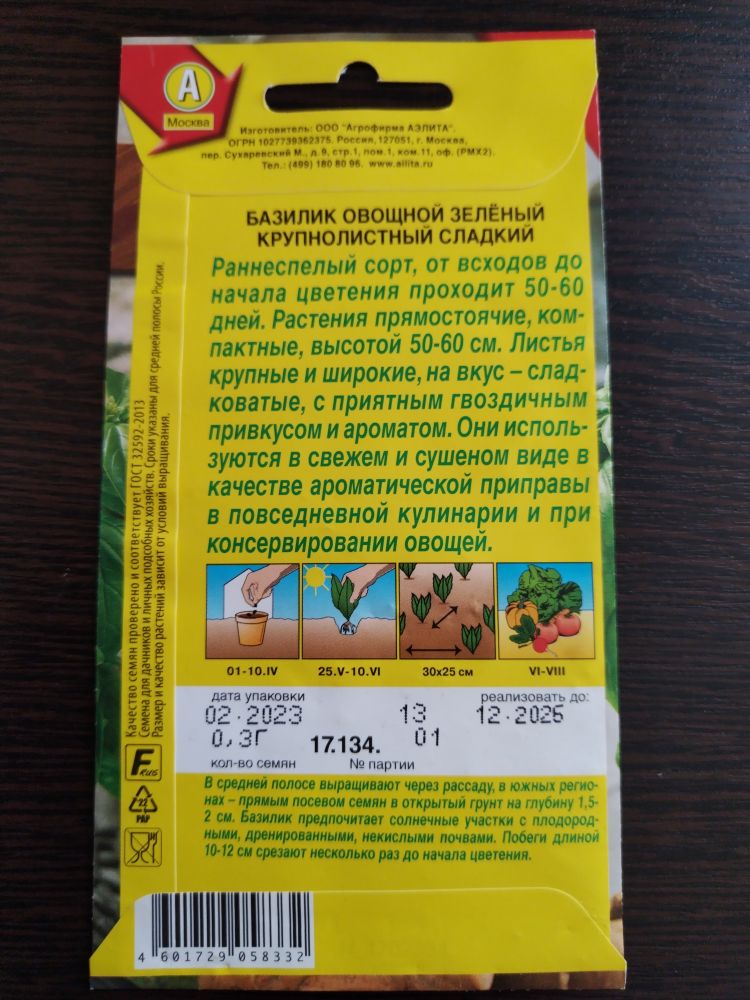 А
Москва
Изготовитель: ООО "Агрофирма АЭЛИТА".
ОГРН 1027739362375. Россия,127051, г. Москва,
пер. Сухаревский М., д.9, стр.1, пом.1, ком.11, оф. (РМХ2).
Тел.: (499) 180 80 96. www.ailita.ru
БАЗИЛИК ОВОЩНОЙ ЗЕЛЁНЫЙ
КРУПНОЛИСТНЫЙ СЛАДКИЙ
Раннеспелый сорт, от всходов до
начала цветения проходит 50-60
дней. Растения прямостоячие, ком-
пактные, высотой 50-60 см. Листья
крупные и широкие, на вкус – слад-
коватые, с приятным гвоздичным
привкусом и ароматом. Они исполь-
зуются в свежем и сушеном виде в
качестве ароматической приправы
в повседневной кулинарии и при
консервировании овощей.
Качество семян проверено и соответствует ГОСТ 32592-2013
Семена для дачников и личных подсобных хозяйств. Сроки указаны для средней полосы России.
Размер и качество растений зависят от условий выращивания.
01-10.IV
25.V-10.VI
30x25 см
VI-VIII
дата упаковки
реализовать до:
02.2023
13
12.2026
0,3Г
17.134.
01
кол-во семян
№ партии
F RUS
22
PAP
В средней полосе выращивают через рассаду, в южных регио-
нах – прямым посевом семян в открытый грунт на глубину 1,5-
2 см. Базилик предпочитает солнечные участки с плодород-
ными, дренированными, некислыми почвами. Побеги длиной
10-12 см срезают несколько раз до начала цветения.
4 601729 058332